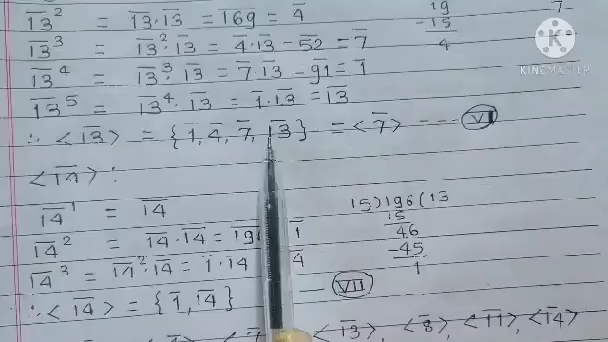 13̅² = 13̅·13̅ = 169̅ = 4̅
13̅³ = 13̅²·13̅ = 4̅·13̅ - 52̅ = 7̅
13̅⁴ = 13̅³·13̅ = 7̅·13̅ - 91̅ = 1̅
13̅⁵ = 13̅⁴·13̅ = 1̅·13̅ = 13̅
∴ <13̅> = {1̅, 4̅, 7̅, 13̅} = <7̅> --- VI
<14̅> :
14̅¹ = 14̅
14̅² = 14̅·14̅ = 19 1̅
14̅³ = 14̅²·14̅ = 1̅·14 4̅
∴ <14̅> = {1̅, 14̅} VII
<13̅>, <8̅>, <11̅>, <14̅>
19
-15
4
7
15)196(13
15
46
-45
1
KINEMASTER